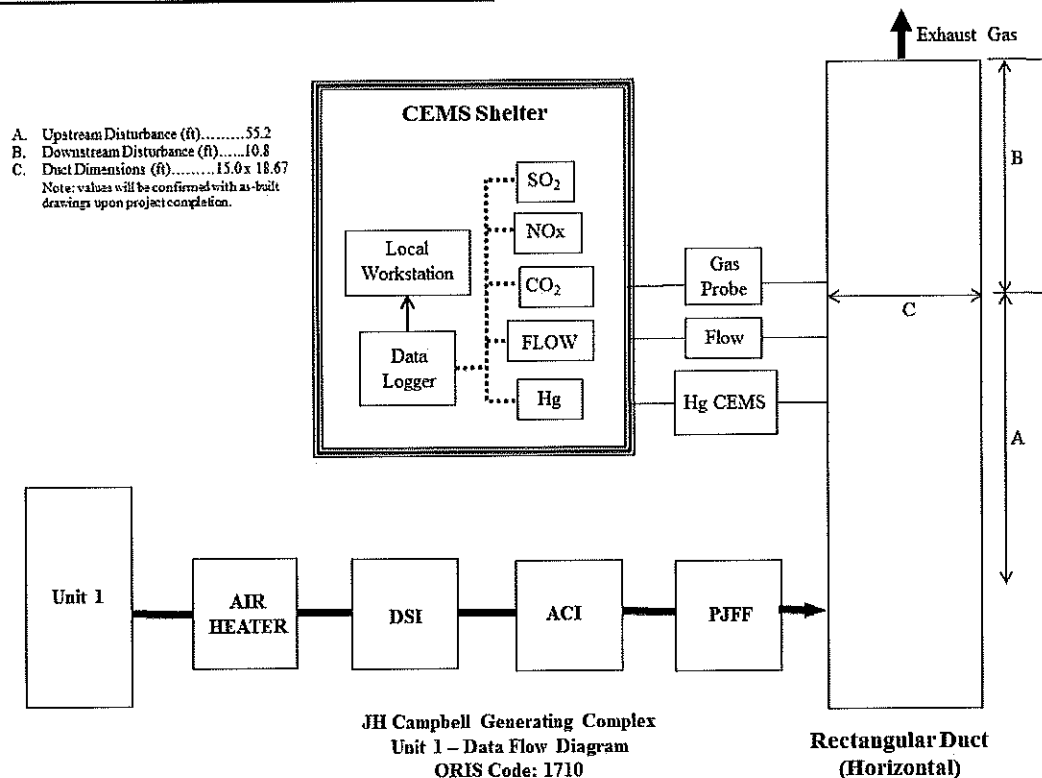 Exhaust Gas
A. Upstream Disturbance (ft).........55.2
B. Downstream Disturbance (ft)......10.8
C. Duct Dimensions (ft).........15.0 x 18.67
Note: values will be confirmed with as-built
drawings upon project completion.
CEMS Shelter
SO₂
NOx
CO₂
FLOW
Hg
Local
Workstation
Data
Logger
Gas
Probe
Flow
Hg CEMS
B
C
A
Unit 1
AIR
HEATER
DSI
ACI
PJFF
JH Campbell Generating Complex
Unit 1 – Data Flow Diagram
ORIS Code: 1710
Rectangular Duct
(Horizontal)